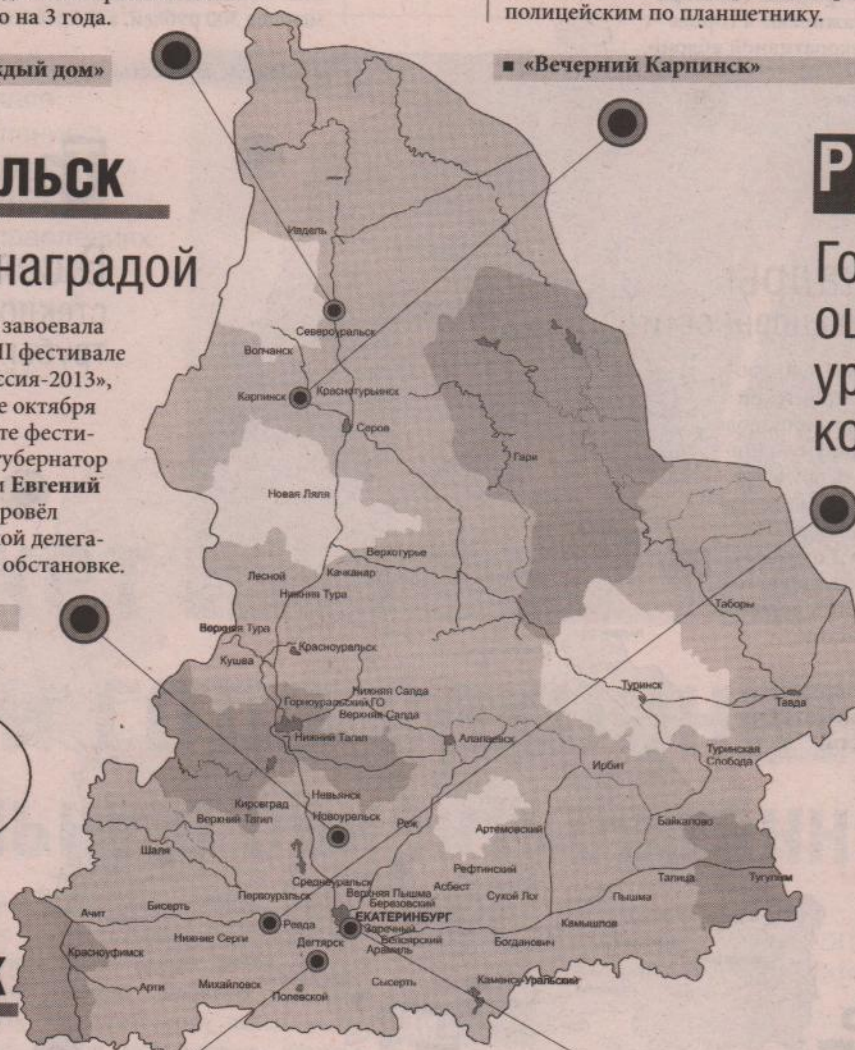 о на 3 года.
ждый дом»
полицейским по планшетнику.
■ «Вечерний Карпинск»
льск
наградой
завоевала
II фестивале
ссия-2013»,
е октября
те фести-
губернатор
и Евгений
ровёл
ой делега-
обстановке.
Р
Го
ош
ур
ко
Ивдель
Североуральск
Волчанск
Карпинск
Краснотурьинск
Серов
Гари
Новая Ляля
Верхотурье
Лесной
Качканар
Нижняя Тура
Таборы
Верхняя Тура
Красноуральск
Кушва
Нижняя Салда
Туринск
Горноуральский ГО
Тавда
Верхняя Салда
Нижний Тагил
Алапаевск
Туринская
Слобода
Ирбит
Невьянск
Кировград
Верхний Тагил
Новоуральск
Реж
Артемовский
Байкалово
Шаля
Рефтинский
Среднеуральск
Асбест
Талица
Тугулым
Первоуральск
Верхняя Пышма
Сухой Лог
Пышма
Березовский
Бисерть
Ачит
ЕКАТЕРИНБУРГ
Ревда
Заречный
Камышлов
Нижние Серги
Дегтярск
Белоярский
Богданович
Арамиль
Красноуфимск
Арти
Михайловск
Сысерть
Каменск-Уральский
Полевской
к